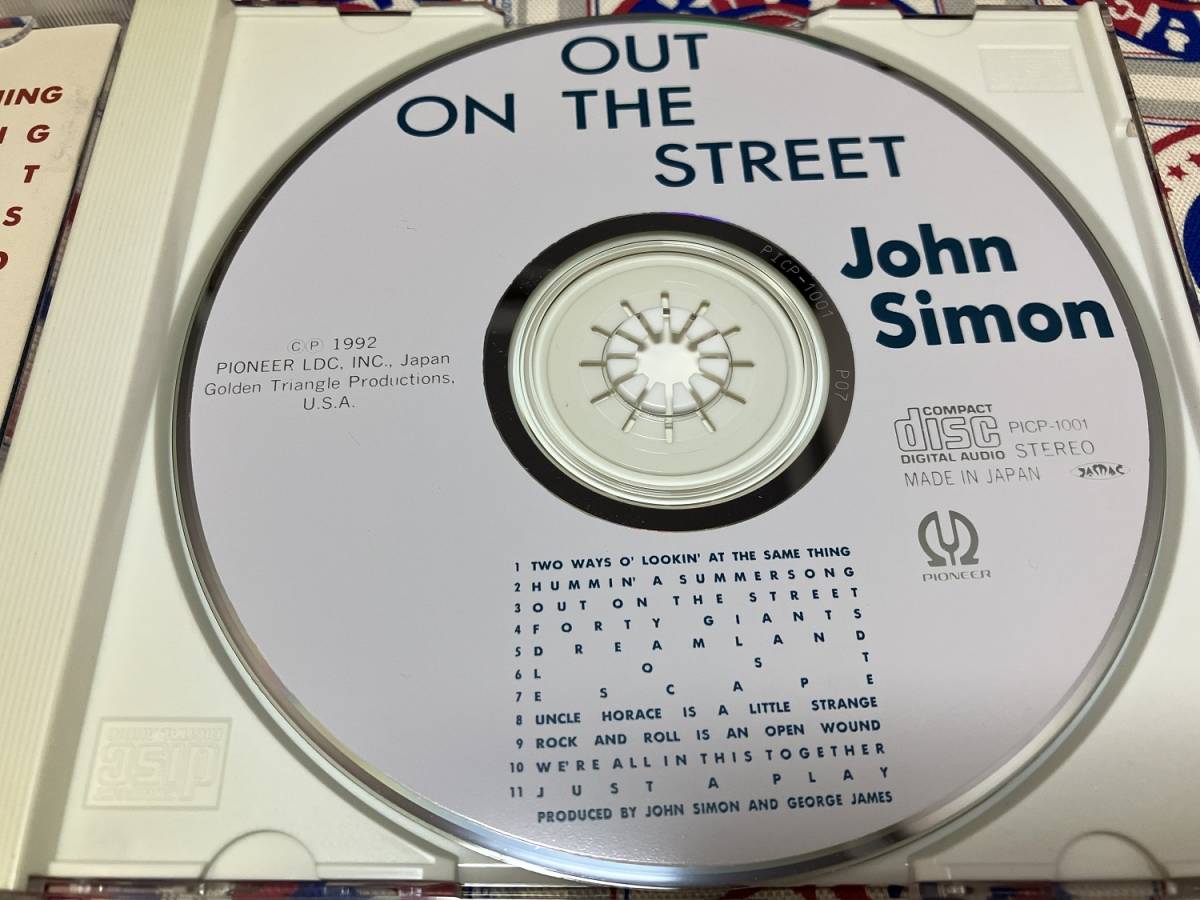 OUT
ON THE
STREET
John
Simon
PICP-1001
P07
ⒸⓅ 1992
PIONEER LDC, INC., Japan
Golden Triangle Productions,
U.S.A.
COMPACT
disc
DIGITAL AUDIO
PICP-1001
STEREO
MADE IN JAPAN
JASRAC
PIONEER
1 TWO WAYS O' LOOKIN' AT THE SAME THING
2 HUMMIN' A SUMMERSONG
3 OUT ON THE STREET
4 FORTY GIANTS
5 DREAMLAND
6 LOST
7 ESCAPE
8 UNCLE HORACE IS A LITTLE STRANGE
9 ROCK AND ROLL IS AN OPEN WOUND
10 WE'RE ALL IN THIS TOGETHER
11 JUST A PLAY
PRODUCED BY JOHN SIMON AND GEORGE JAMES
G
T
S
disc